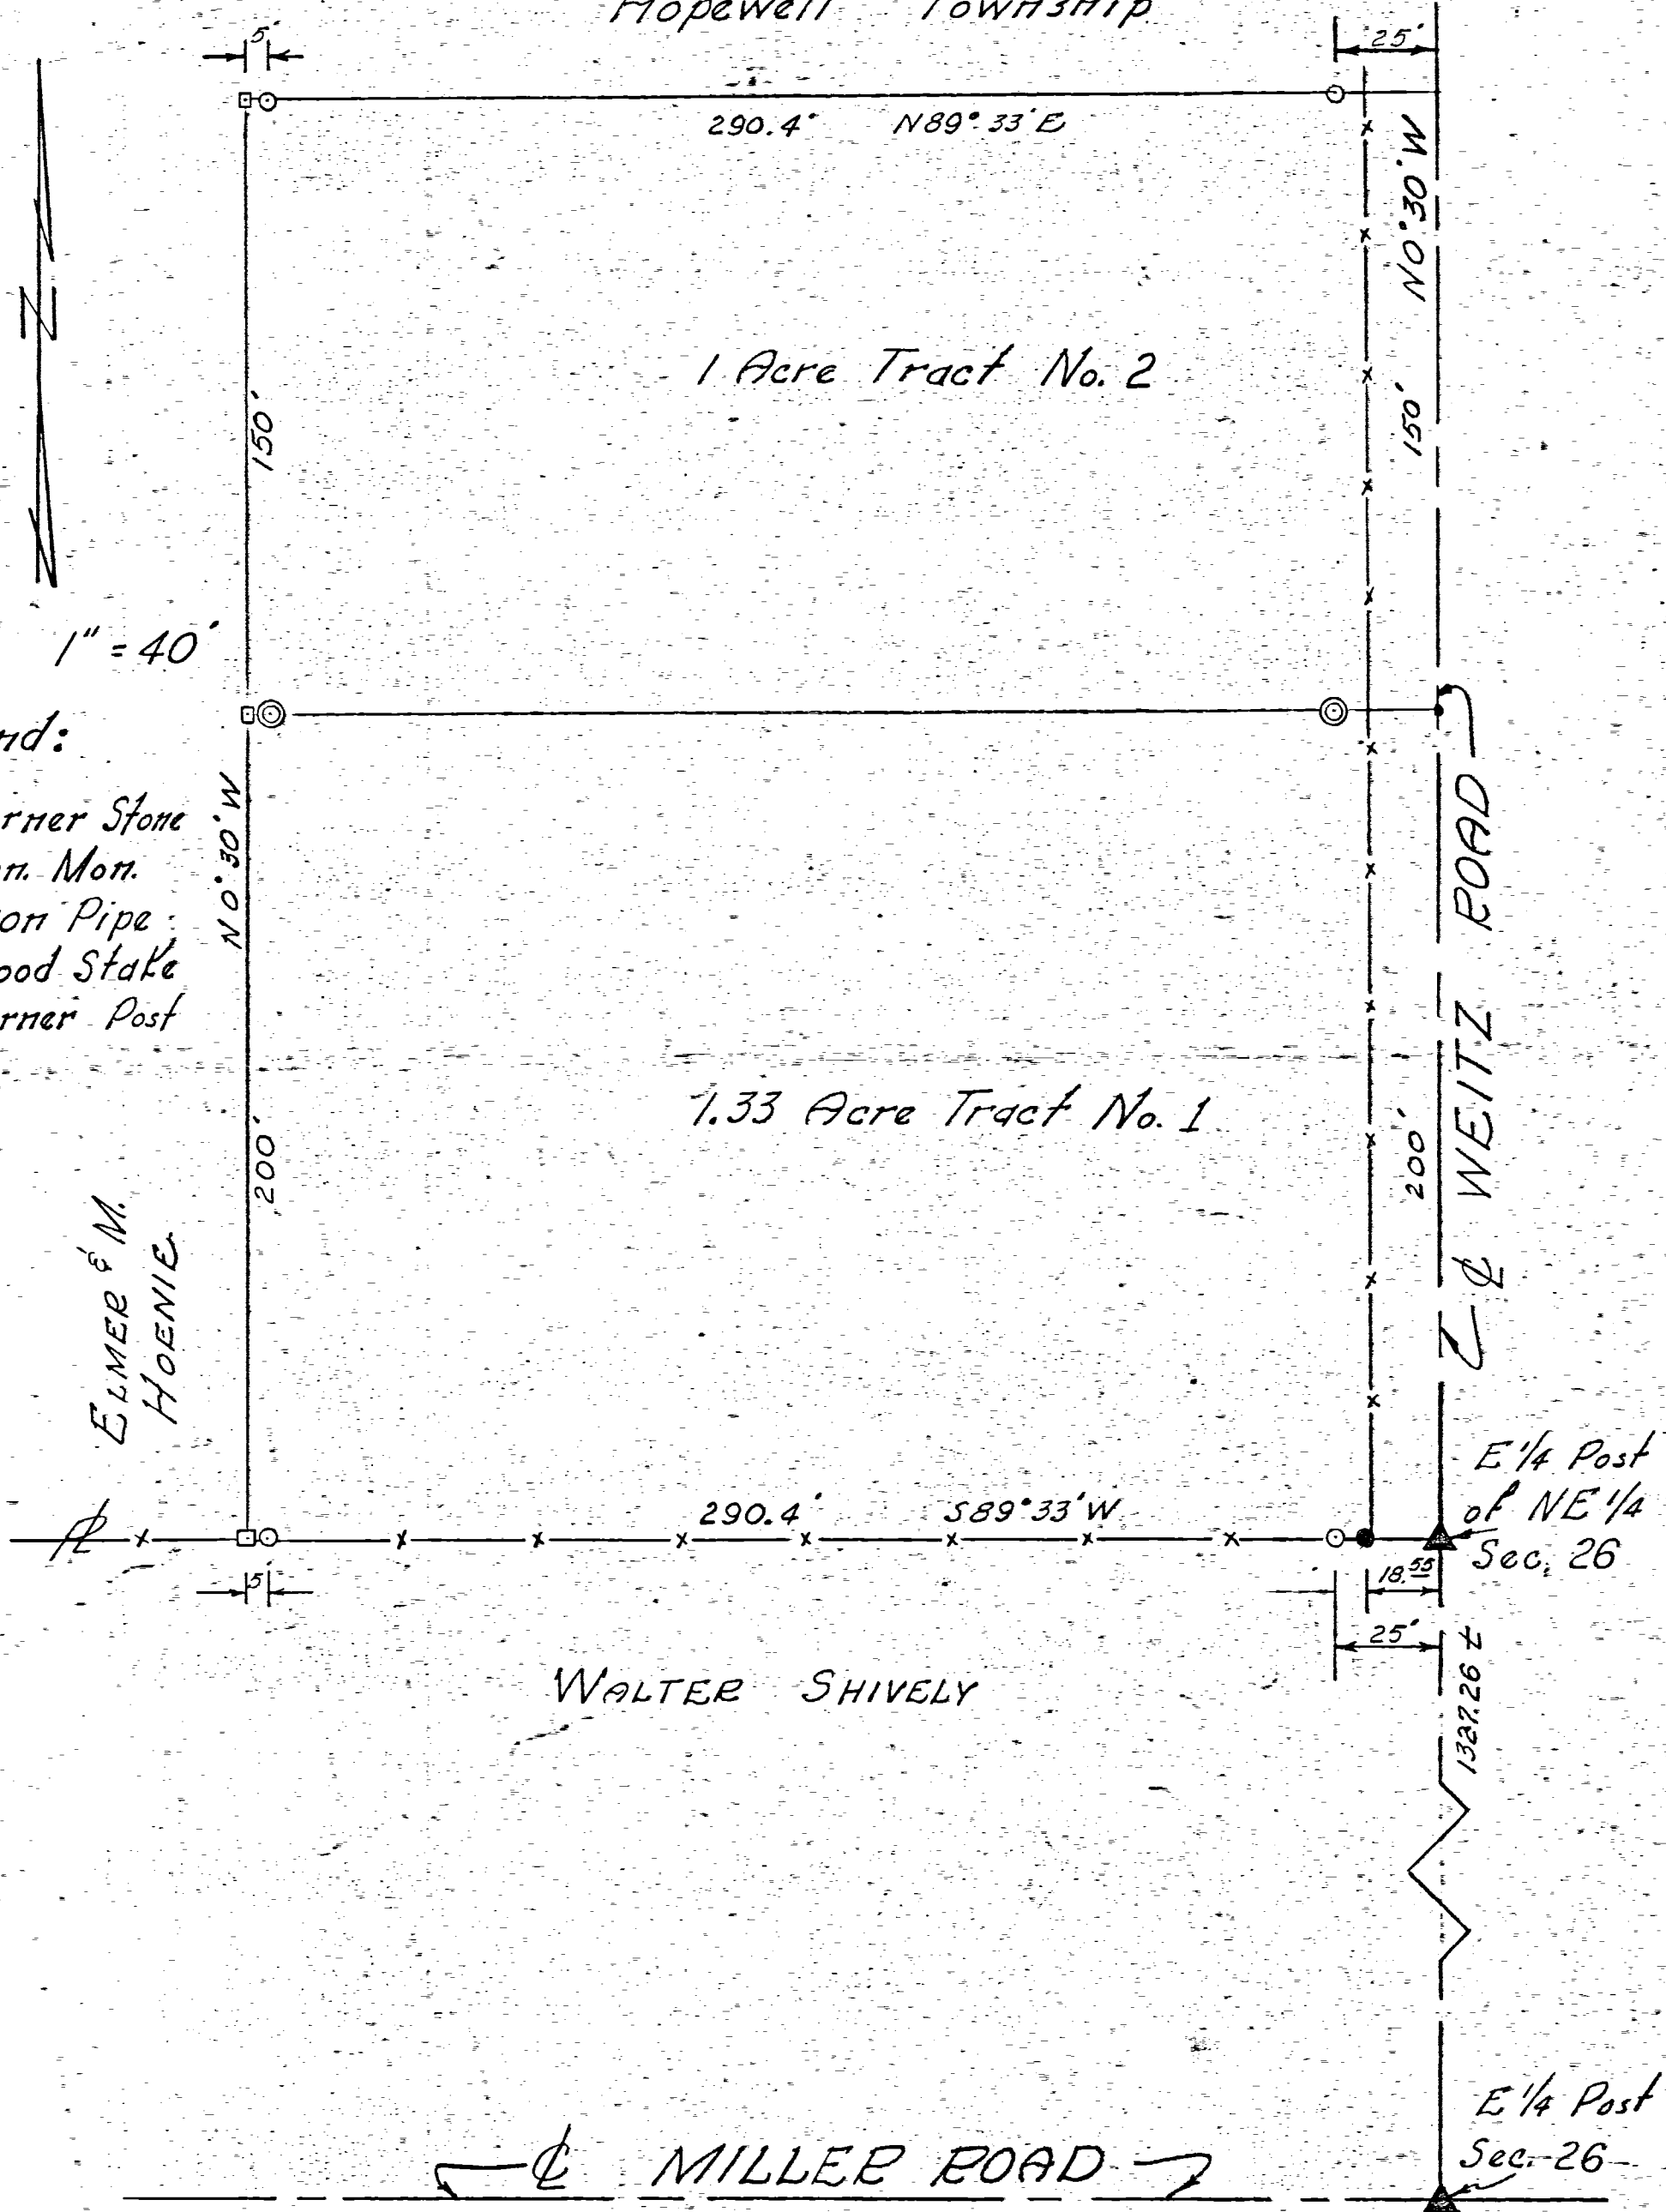 Hopewell Township
5'
25'
290.4' N89°33'E
N0°30'W
1 Acre Tract No. 2
150'
150'
N
1" = 40'
nd:
rner Stone
n. Mon.
on Pipe
ood Stake
rner Post
N0°30'W
℄ WEITZ ROAD
1.33 Acre Tract No. 1
200'
200'
ELMER & M.
HOENIE
E 1/4 Post
of NE 1/4
Sec. 26
290.4' S89°33'W
℄
5'
18.55
25'
WALTER SHIVELY
E 1/4 Post
Sec. 26
℄ MILLER ROAD